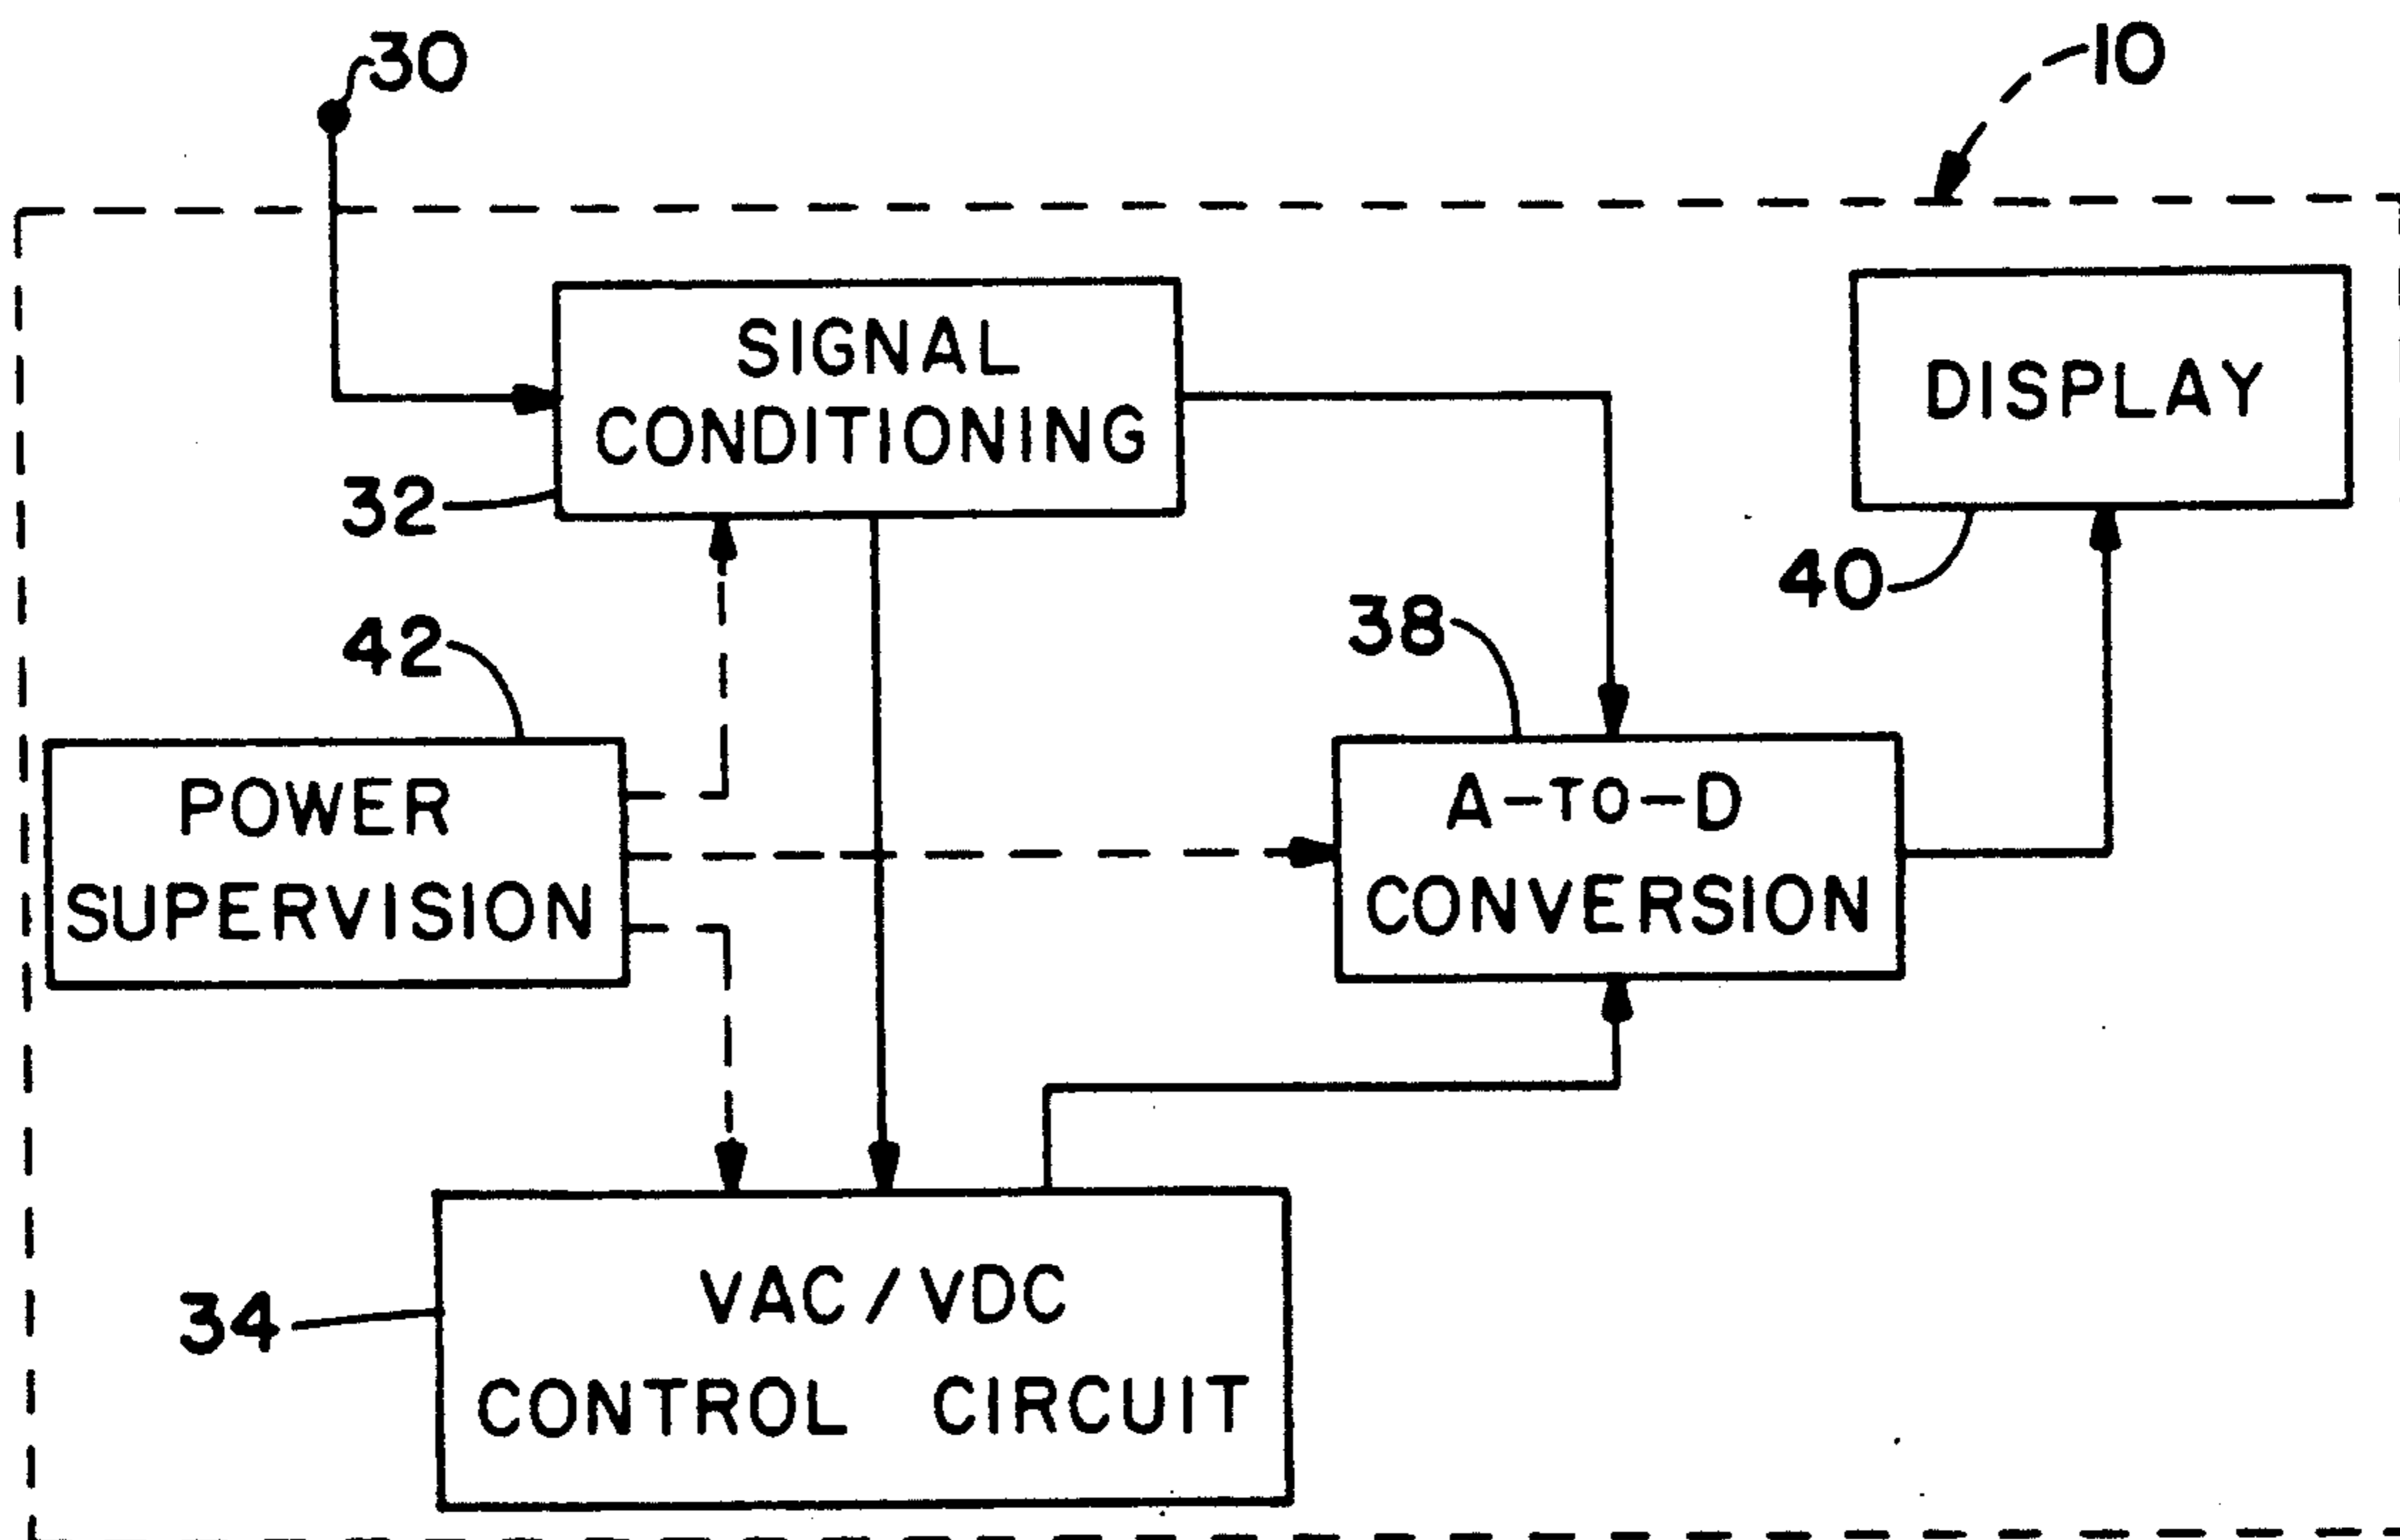 30
10
SIGNAL
CONDITIONING
DISPLAY
32
40
38
42
POWER
SUPERVISION
A-TO-D
CONVERSION
34
VAC/VDC
CONTROL CIRCUIT